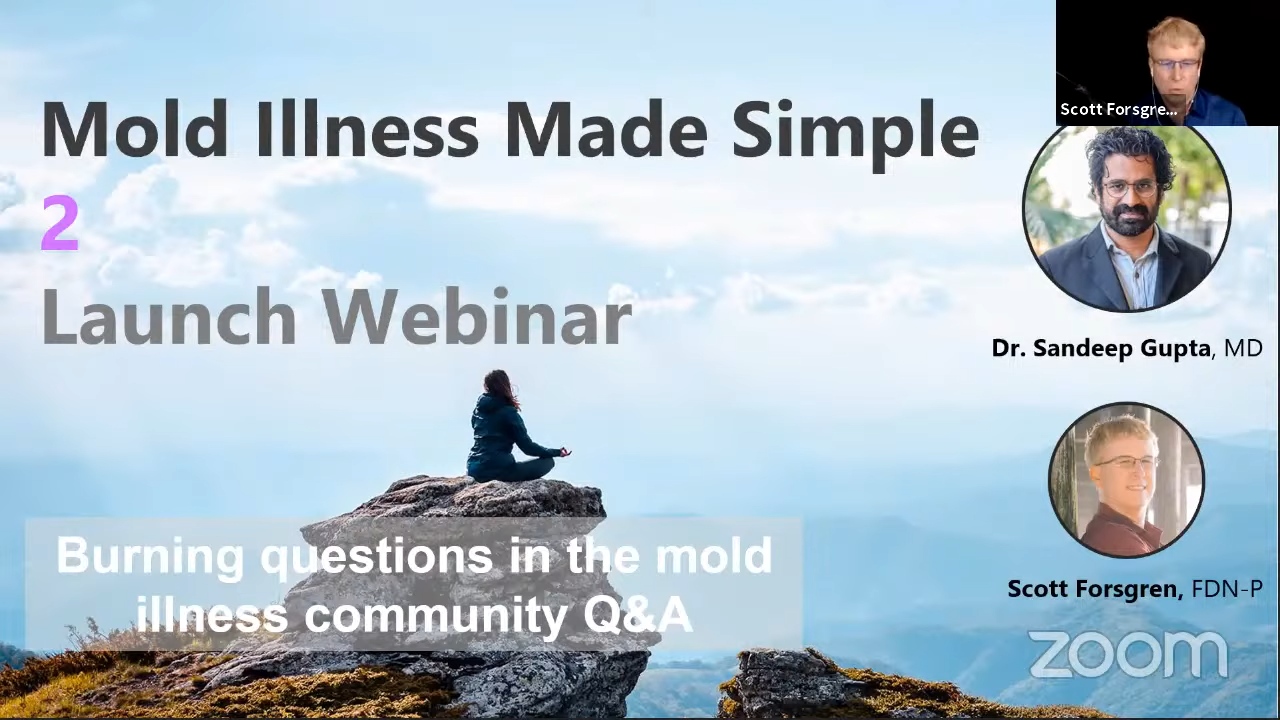 Mold Illness Made Simple
2
Launch Webinar
Scott Forsgre...
Dr. Sandeep Gupta, MD
Scott Forsgren, FDN-P
Burning questions in the mold
illness community Q&A
zoom